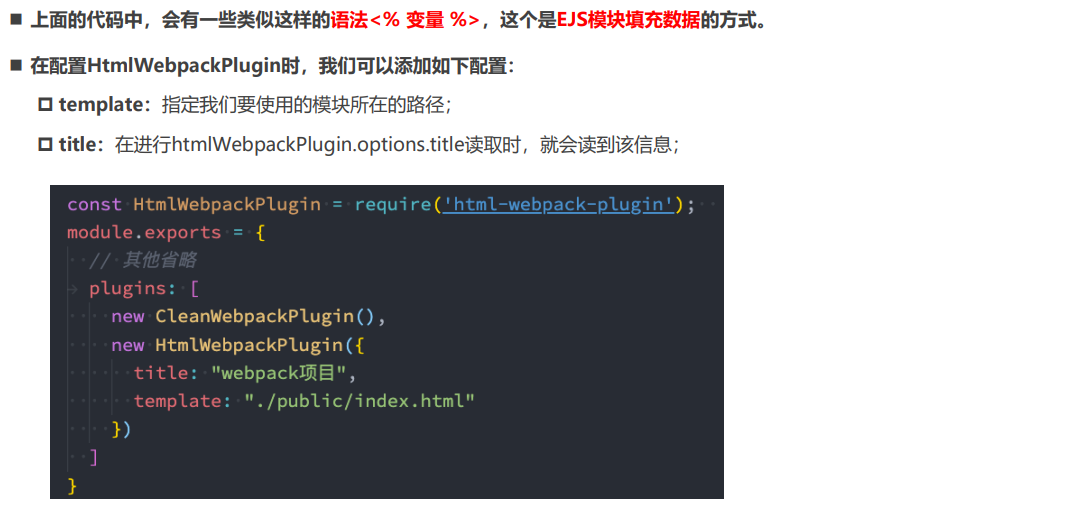 ■ 上面的代码中，会有一些类似这样的语法<% 变量 %>，这个是EJS模块填充数据的方式。
■ 在配置HtmlWebpackPlugin时，我们可以添加如下配置：
template：指定我们要使用的模块所在的路径；
title：在进行htmlWebpackPlugin.options.title读取时，就会读到该信息；
const HtmlWebpackPlugin = require('html-webpack-plugin');
module.exports = {
// 其他省略
plugins: [
new CleanWebpackPlugin(),
new HtmlWebpackPlugin({
title: "webpack项目",
template: "./public/index.html"
})
]
}